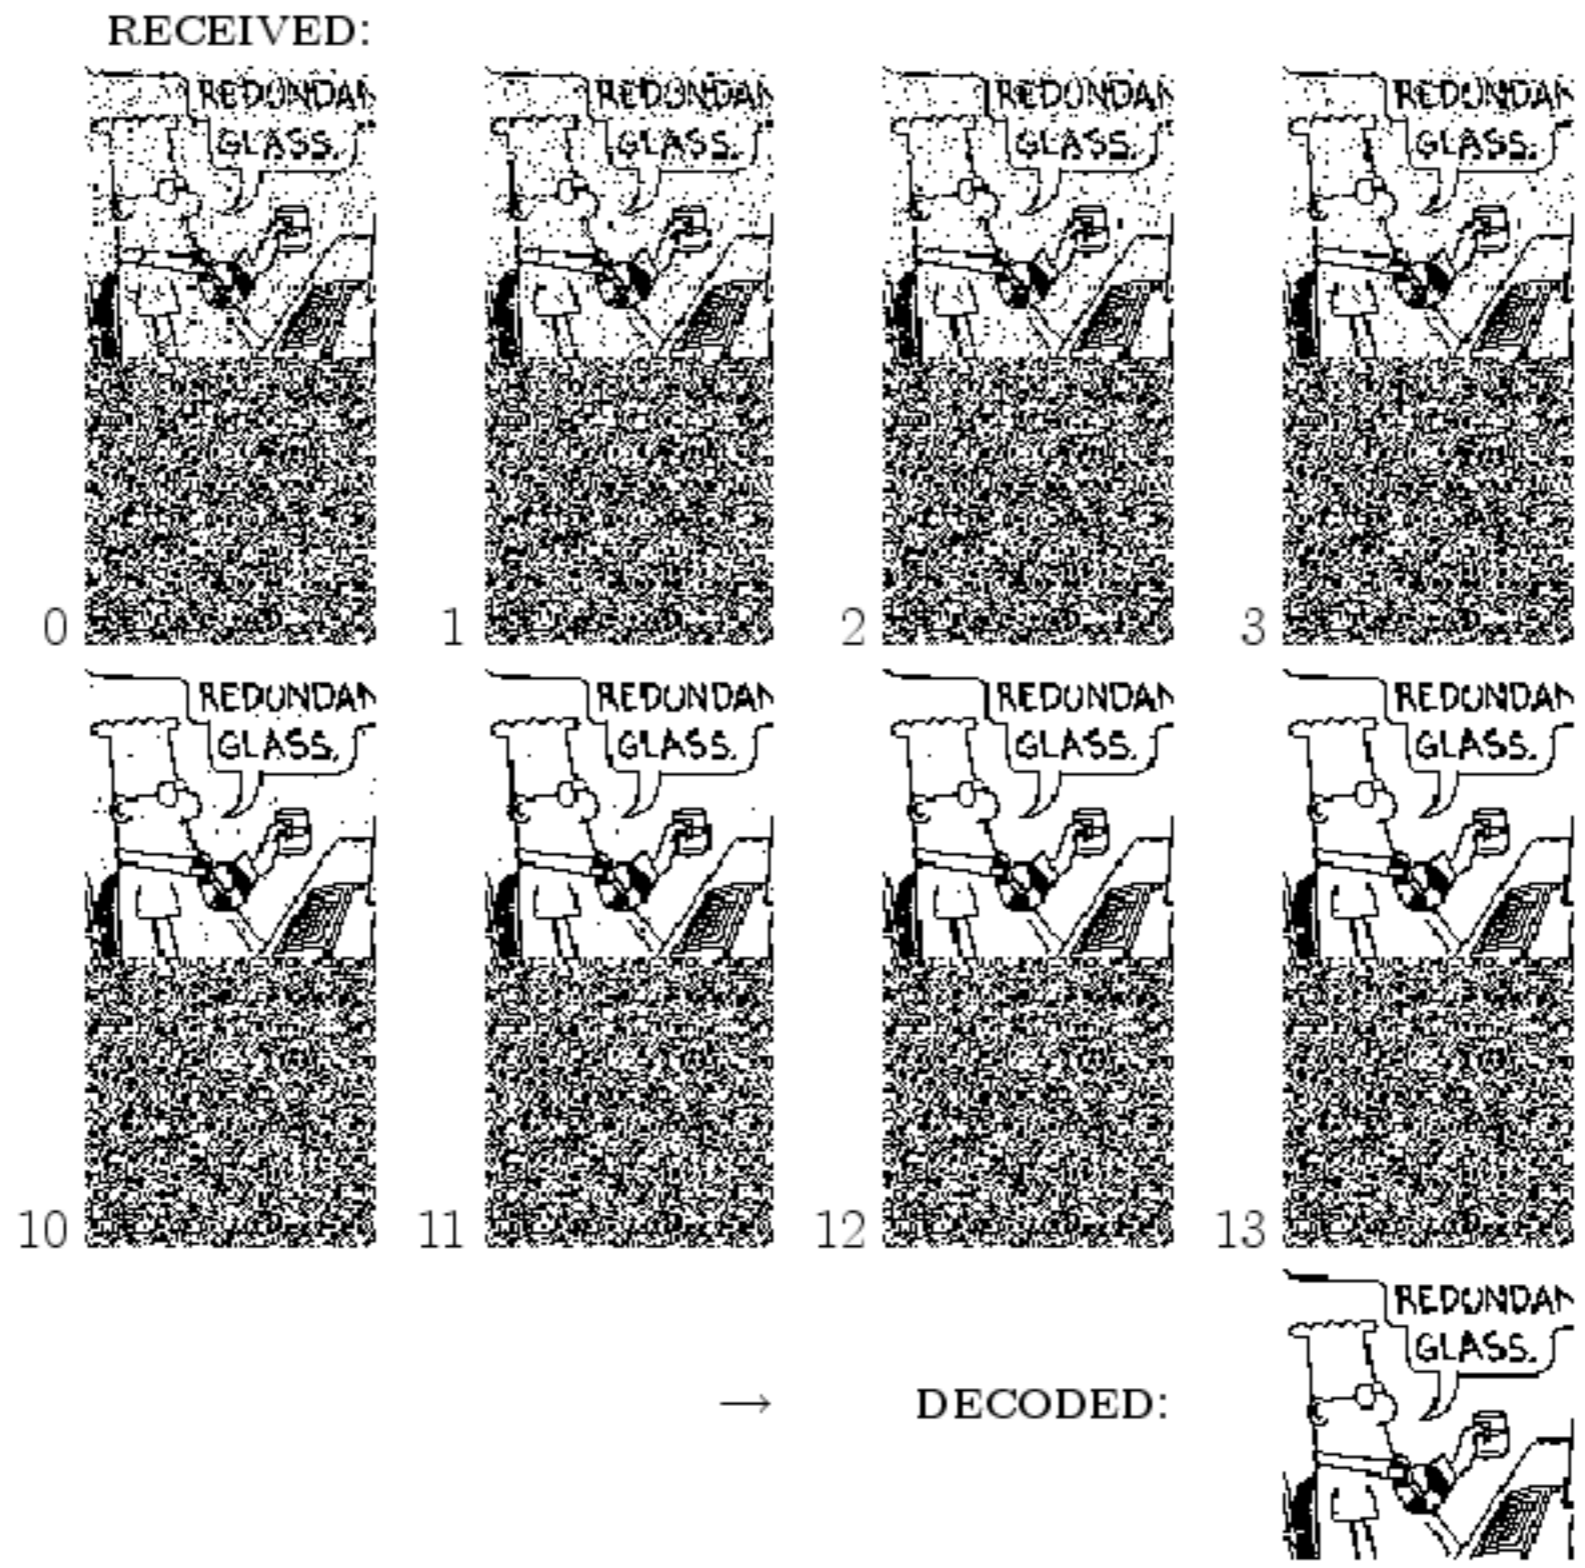 RECEIVED:
REDUNDAN
GLASS.
REDUNDAN
GLASS.
REDUNDAN
GLASS.
REDUNDAN
GLASS.
0
1
2
3
REDUNDAN
GLASS.
REDUNDAN
GLASS.
REDUNDAN
GLASS.
REDUNDAN
GLASS.
10
11
12
13
REDUNDAN
GLASS.
→ DECODED: